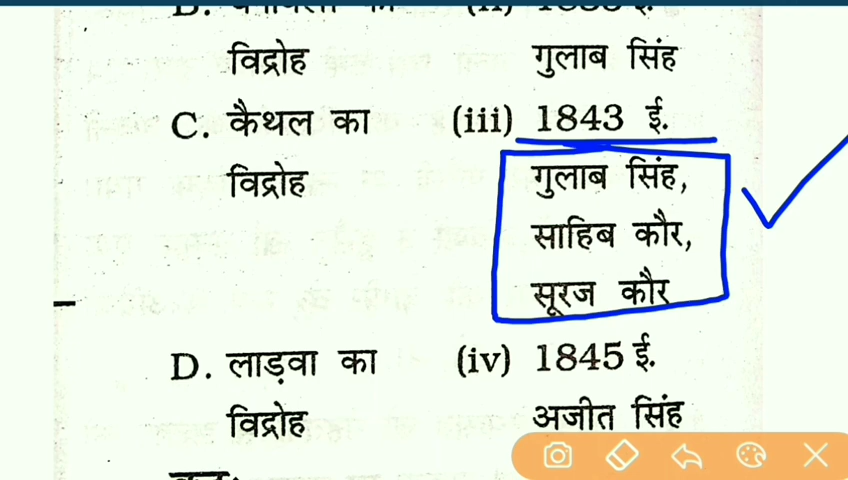 विद्रोह गुलाब सिंह
C. कैथल का (iii) 1843 ई.
विद्रोह गुलाब सिंह,
साहिब कौर,
सूरज कौर
D. लाड़वा का (iv) 1845 ई.
विद्रोह अजीत सिंह